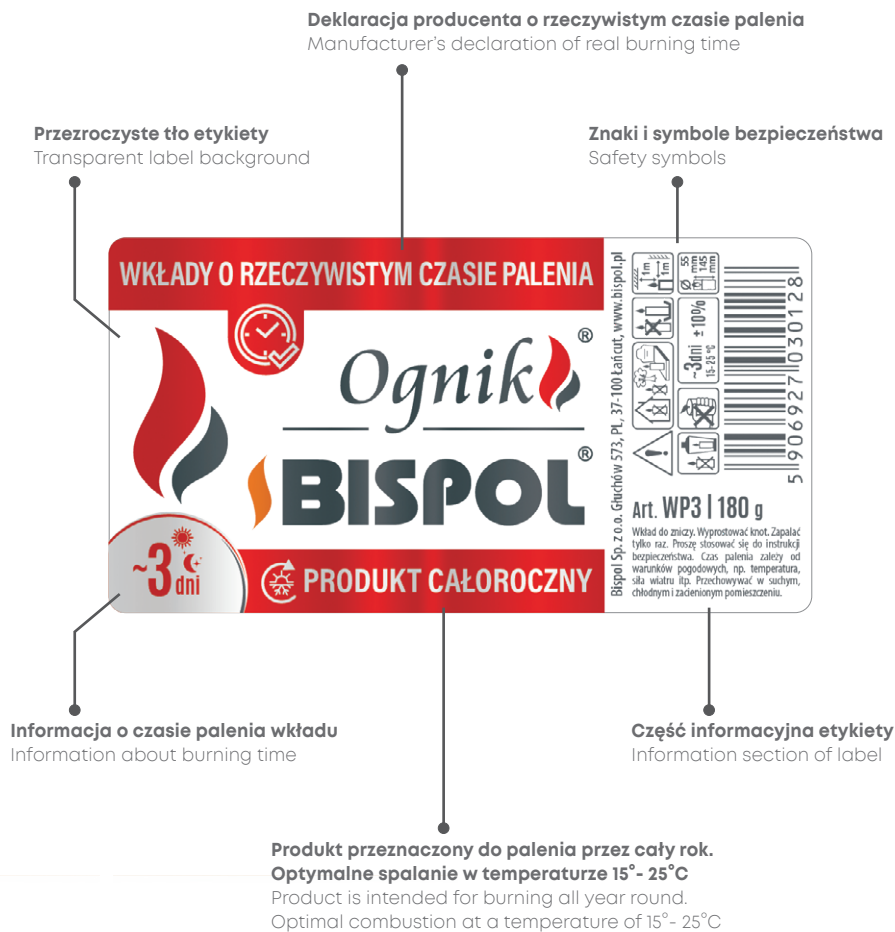 Deklaracja producenta o rzeczywistym czasie palenia
Manufacturer's declaration of real burning time
Przezroczyste tło etykiety
Transparent label background
Znaki i symbole bezpieczeństwa
Safety symbols
WKŁADY O RZECZYWISTYM CZASIE PALENIA
Ognik®
BISPOL®
~3 dni
PRODUKT CAŁOROCZNY
Bispol Sp. z o.o. Głuchów 573, PL, 37-100 Łańcut, www.bispol.pl
1m
1m
Ø 55 mm
145 mm
~3dni ±10%
15-25 °C
5 906927 030128
Art. WP3 | 180 g
Wkład do zniczy. Wyprostować knot. Zapalać
tylko raz. Proszę stosować się do instrukcji
bezpieczeństwa. Czas palenia zależy od
warunków pogodowych, np. temperatura,
siła wiatru itp. Przechowywać w suchym,
chłodnym i zacienionym pomieszczeniu.
Informacja o czasie palenia wkładu
Information about burning time
Część informacyjna etykiety
Information section of label
Produkt przeznaczony do palenia przez cały rok.
Optymalne spalanie w temperaturze 15°- 25°C
Product is intended for burning all year round.
Optimal combustion at a temperature of 15°- 25°C